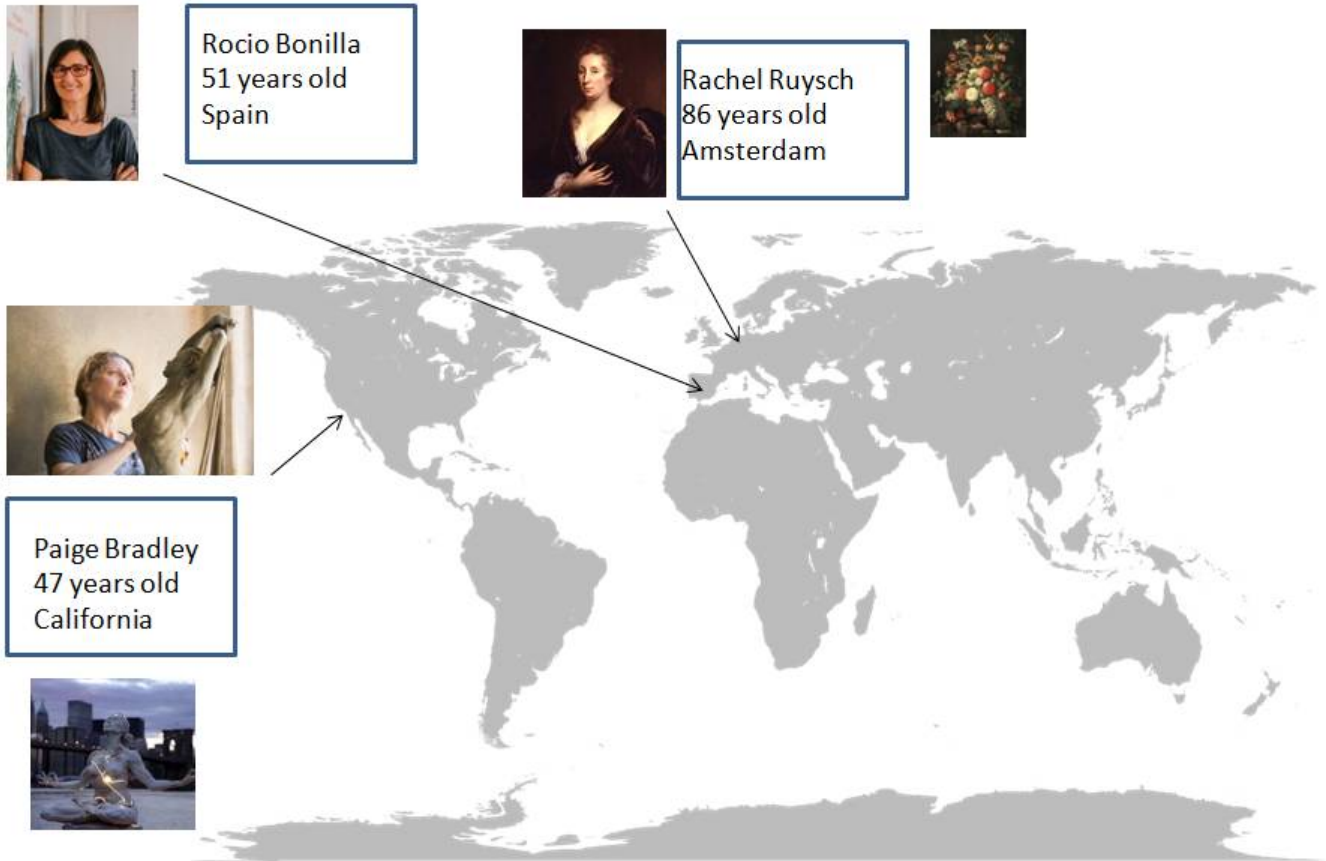 Rocio Bonilla
51 years old
Spain
Rachel Ruysch
86 years old
Amsterdam
Paige Bradley
47 years old
California